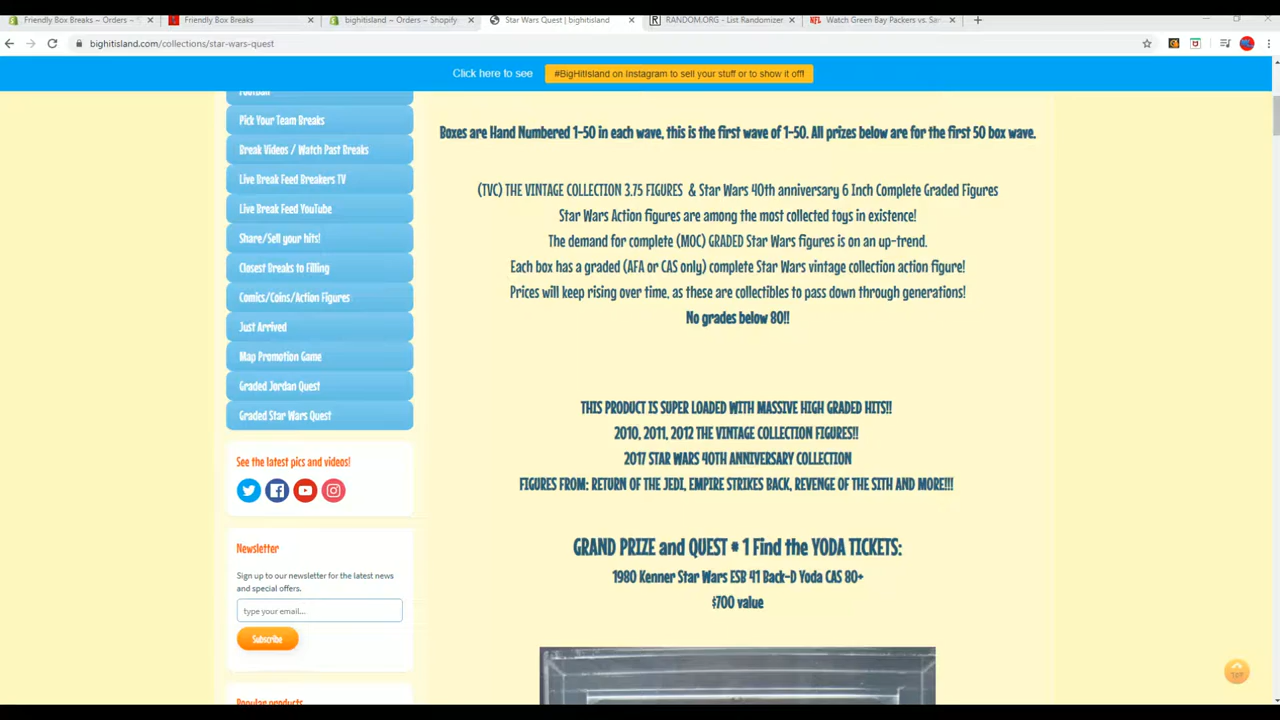 Friendly Box Breaks ~ Orders ~
Friendly Box Breaks
bighitisland ~ Orders ~ Shopify
Star Wars Quest | bighitisland
RANDOM.ORG - List Randomizer
Watch Green Bay Packers vs. Sa
bighitisland.com/collections/star-wars-quest
Click here to see
#BigHitIsland on Instagram to sell your stuff or to show it off!
Football
Pick Your Team Breaks
Break Videos / Watch Past Breaks
Live Break Feed Breakers TV
Live Break Feed YouTube
Share/Sell your hits!
Closest Breaks to Filling
Comics/Coins/Action Figures
Just Arrived
Map Promotion Game
Graded Jordan Quest
Graded Star Wars Quest
See the latest pics and videos!
Newsletter
Sign up to our newsletter for the latest news
and special offers.
type your email...
Subscribe
Popular products
Boxes are Hand Numbered 1-50 in each wave, this is the first wave of 1-50. All prizes below are for the first 50 box wave.
(TVC) THE VINTAGE COLLECTION 3.75 FIGURES & Star Wars 40th anniversary 6 Inch Complete Graded Figures
Star Wars Action figures are among the most collected toys in existence!
The demand for complete (MOC) GRADED Star Wars figures is on an up-trend.
Each box has a graded (AFA or CAS only) complete Star Wars vintage collection action figure!
Prices will keep rising over time, as these are collectibles to pass down through generations!
No grades below 80!!
THIS PRODUCT IS SUPER LOADED WITH MASSIVE HIGH GRADED HITS!!
2010, 2011, 2012 THE VINTAGE COLLECTION FIGURES!!
2017 STAR WARS 40TH ANNIVERSARY COLLECTION
FIGURES FROM: RETURN OF THE JEDI, EMPIRE STRIKES BACK, REVENGE OF THE SITH AND MORE!!!
GRAND PRIZE and QUEST # 1 Find the YODA TICKETS:
1980 Kenner Star Wars ESB 41 Back-D Yoda CAS 80+
$700 value
TOP